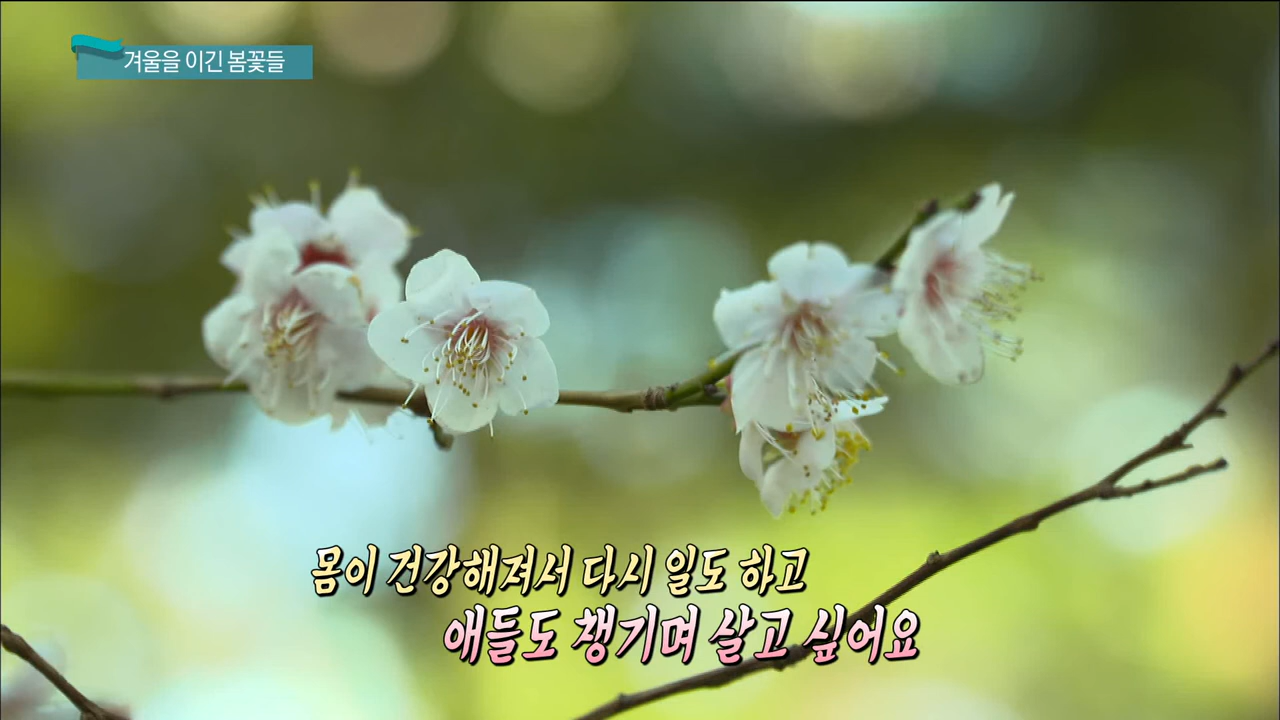 겨울을 이긴 봄꽃들
몸이 건강해져서 다시 일도 하고
애들도 챙기며 살고 싶어요